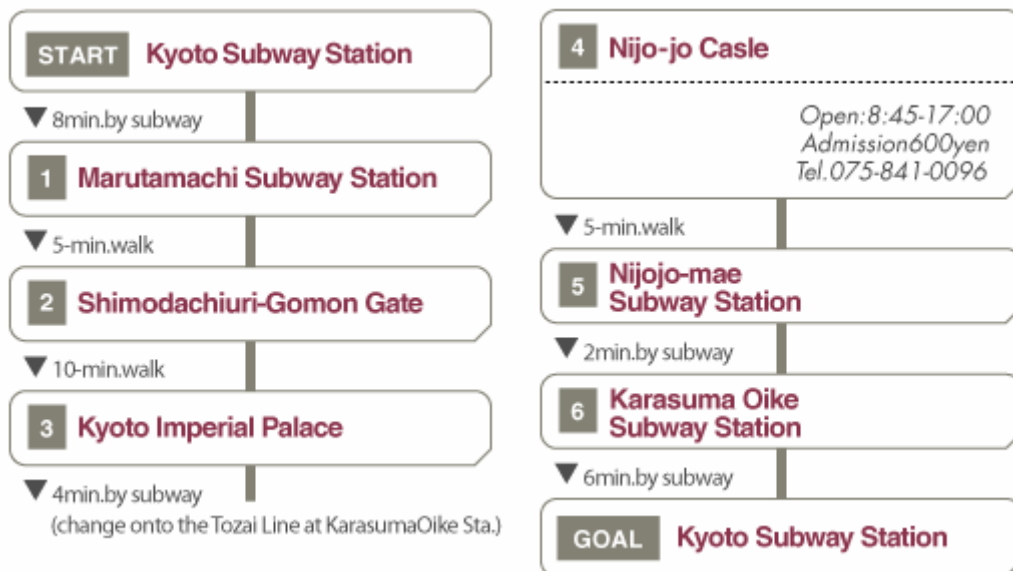 START Kyoto Subway Station
▼ 8min.by subway
1 Marutamachi Subway Station
▼ 5-min.walk
2 Shimodachiuri-Gomon Gate
▼ 10-min.walk
3 Kyoto Imperial Palace
▼ 4min.by subway
(change onto the Tozai Line at KarasumaOike Sta.)
4 Nijo-jo Casle
Open:8:45-17:00
Admission600yen
Tel.075-841-0096
▼ 5-min.walk
5 Nijojo-mae
Subway Station
▼ 2min.by subway
6 Karasuma Oike
Subway Station
▼ 6min.by subway
GOAL Kyoto Subway Station